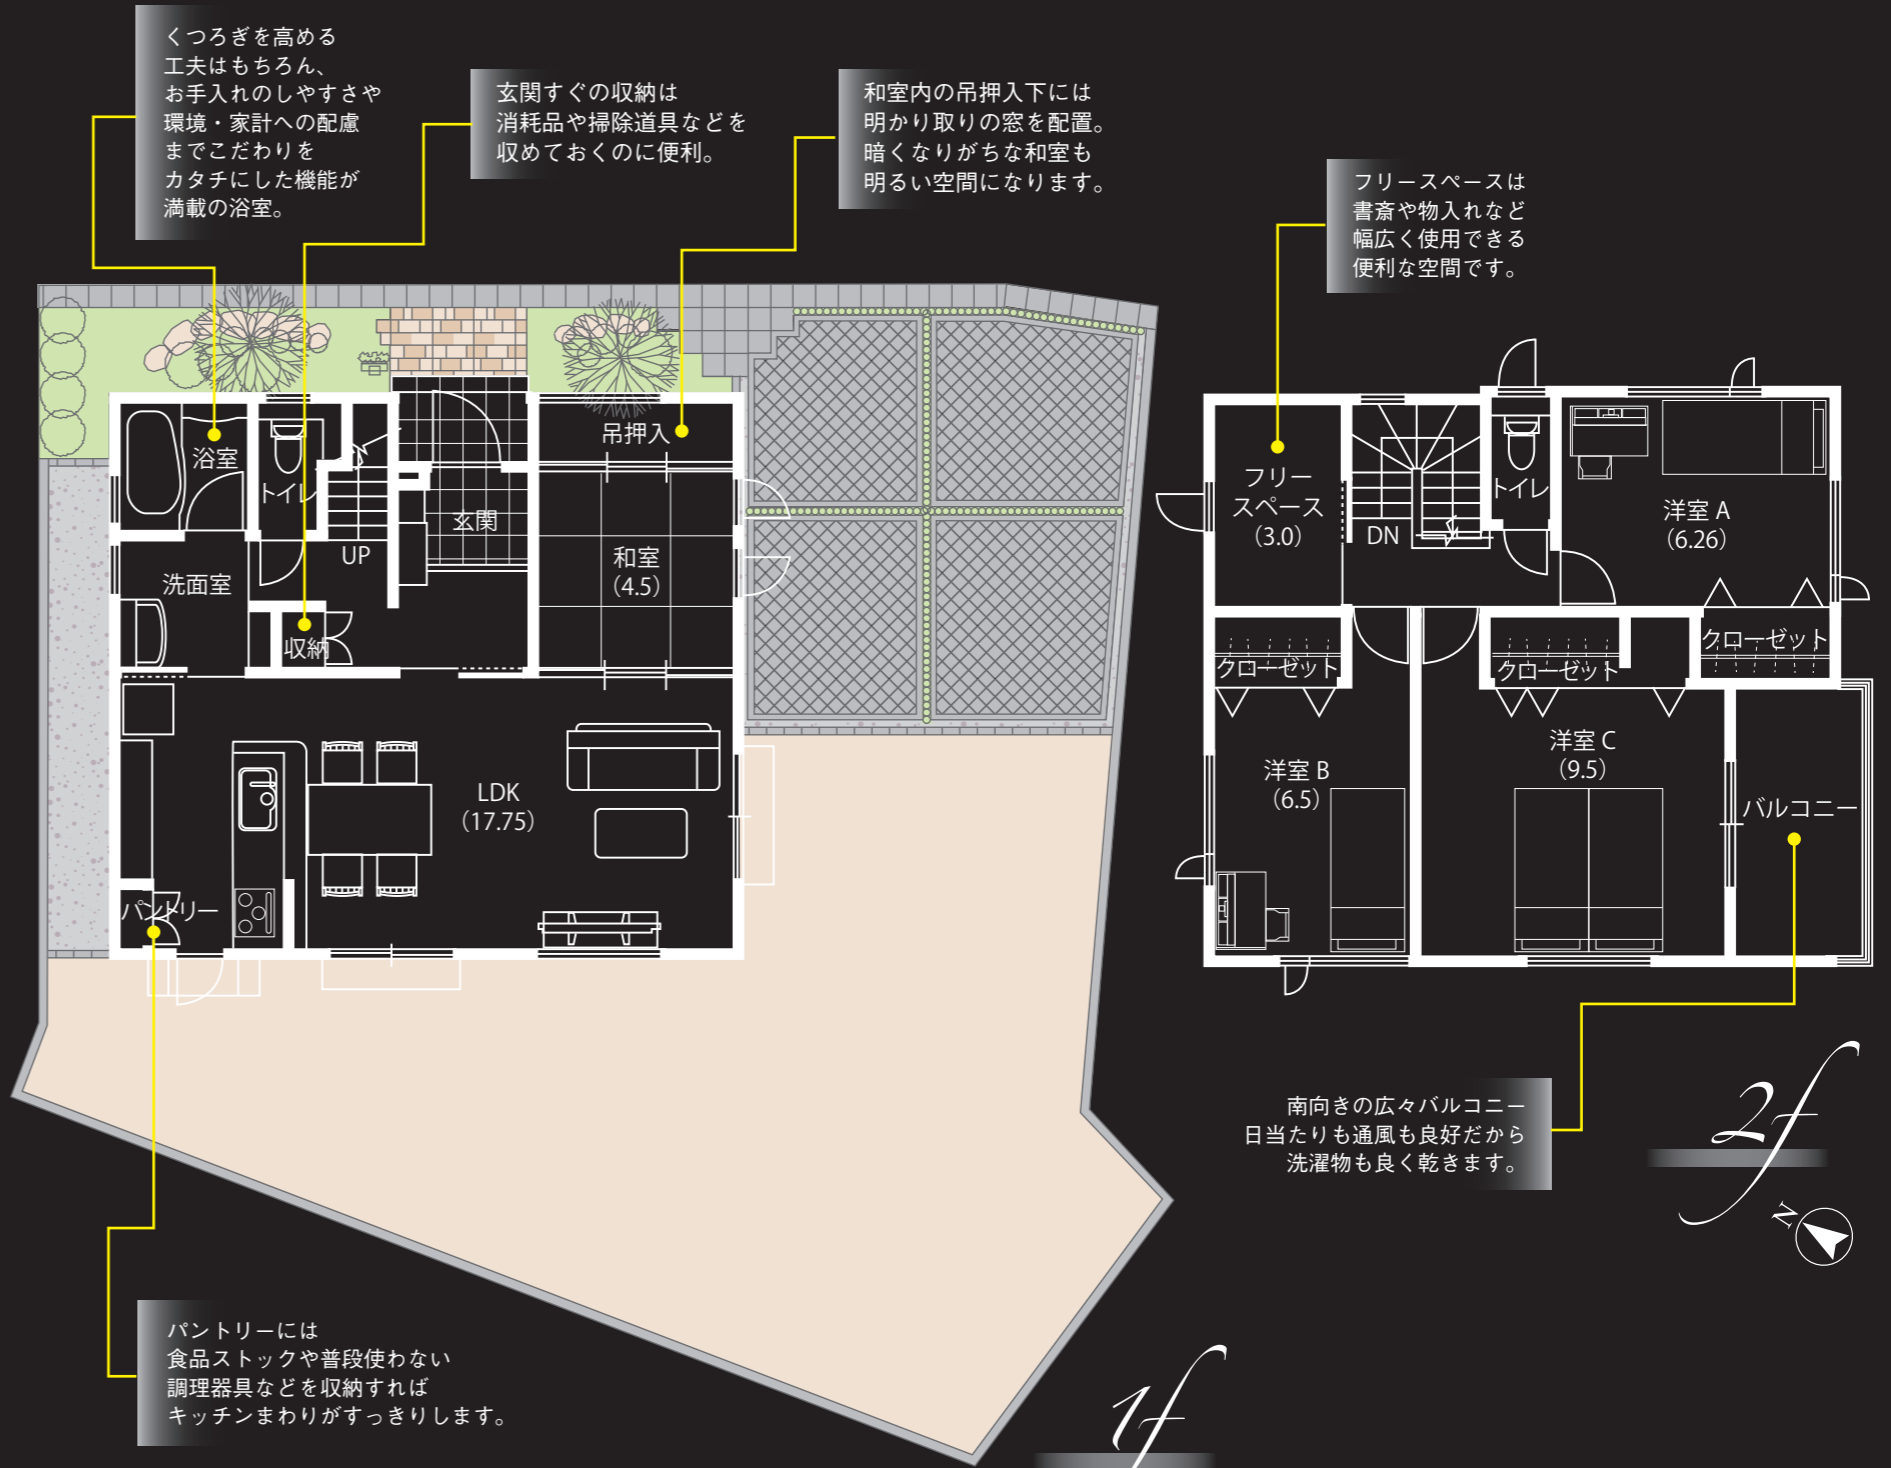 くつろぎを高める
工夫はもちろん、
お手入れのしやすさや
環境・家計への配慮
までこだわりを
カタチにした機能が
満載の浴室。
玄関すぐの収納は
消耗品や掃除道具などを
収めておくのに便利。
和室内の吊押入下には
明かり取りの窓を配置。
暗くなりがちな和室も
明るい空間になります。
フリースペースは
書斎や物入れなど
幅広く使用できる
便利な空間です。
浴室
トイレ
吊押入
玄関
UP
和室
(4.5)
洗面室
収納
LDK
(17.75)
パントリー
フリー
スペース
(3.0)
DN
トイレ
洋室 A
(6.26)
クローゼット
クローゼット
クローゼット
洋室 B
(6.5)
洋室 C
(9.5)
バルコニー
南向きの広々バルコニー
日当たりも通風も良好だから
洗濯物も良く乾きます。
2f
N
パントリーには
食品ストックや普段使わない
調理器具などを収納すれば
キッチンまわりがすっきりします。
1f